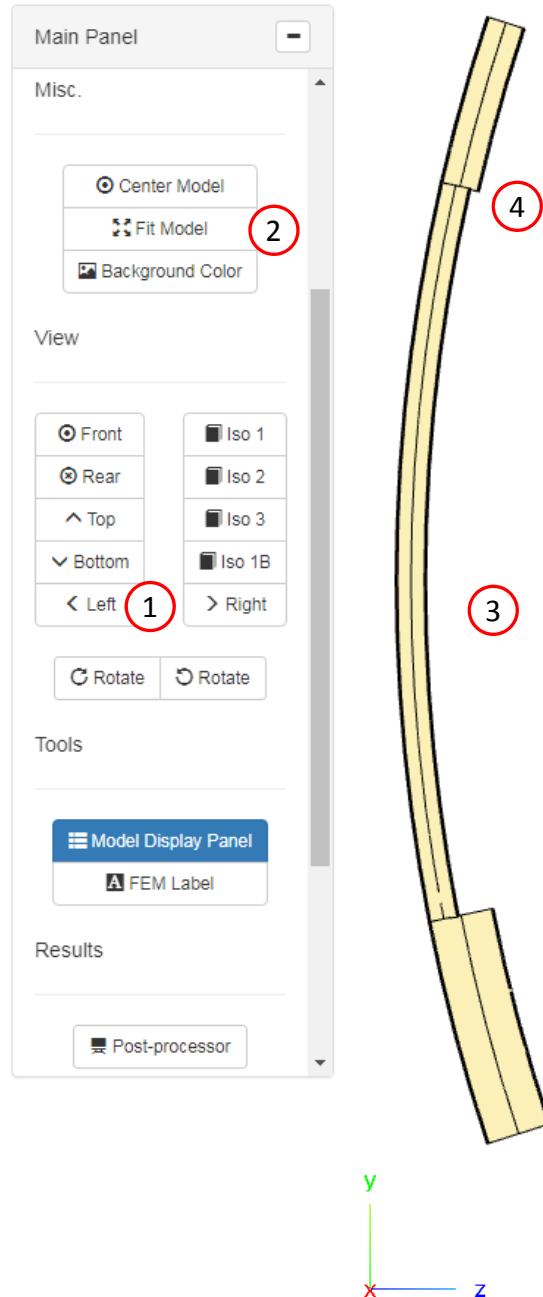 Main Panel
Misc.
Center Model
Fit Model
2
Background Color
4
View
Front
Iso 1
Rear
Iso 2
Top
Iso 3
Bottom
Iso 1B
Left
1
Right
3
Rotate
Rotate
Tools
Model Display Panel
A FEM Label
Results
Post-processor
y
x
z